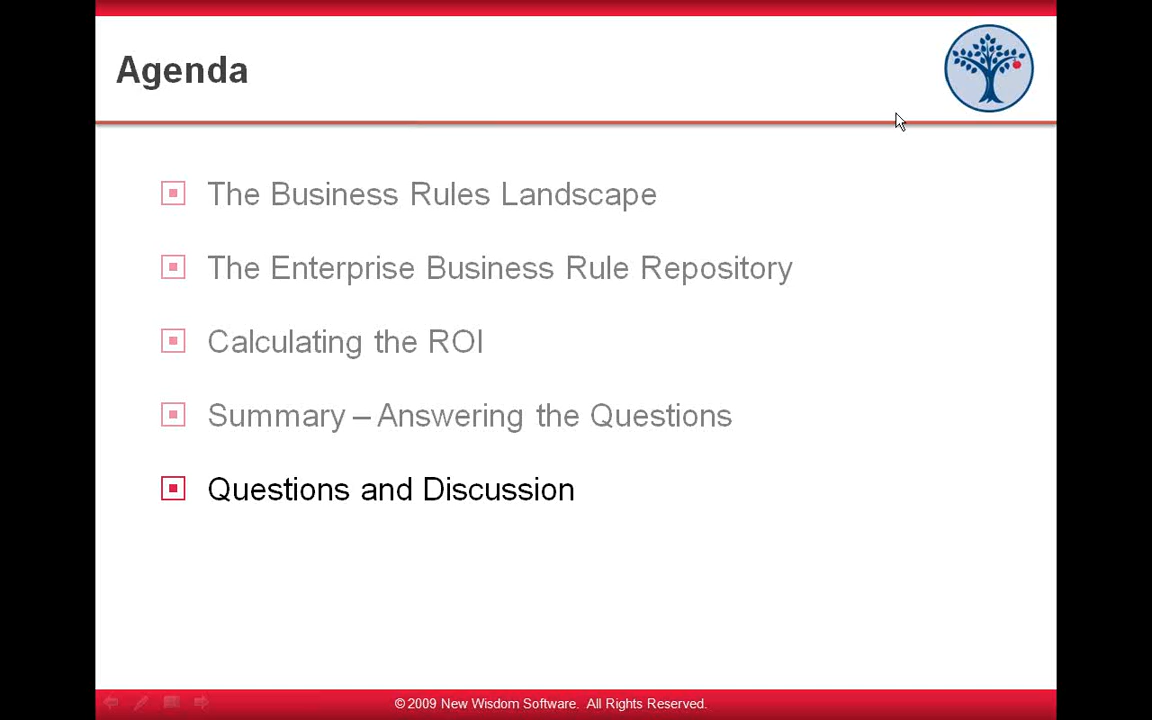 Agenda
The Business Rules Landscape
The Enterprise Business Rule Repository
Calculating the ROI
Summary – Answering the Questions
Questions and Discussion
© 2009 New Wisdom Software. All Rights Reserved.